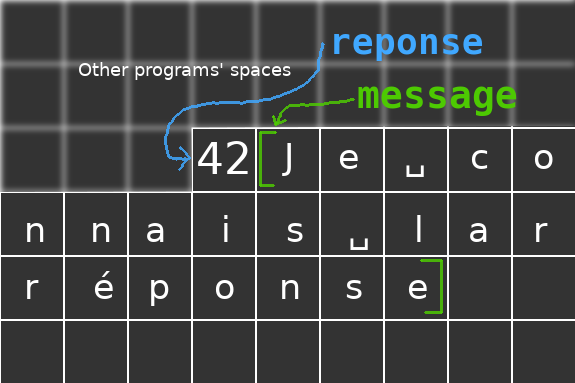 reponse
Other programs' spaces
message
42 [ J e ␣ c o
n n a i s ␣ l a r
r é p o n s e ]